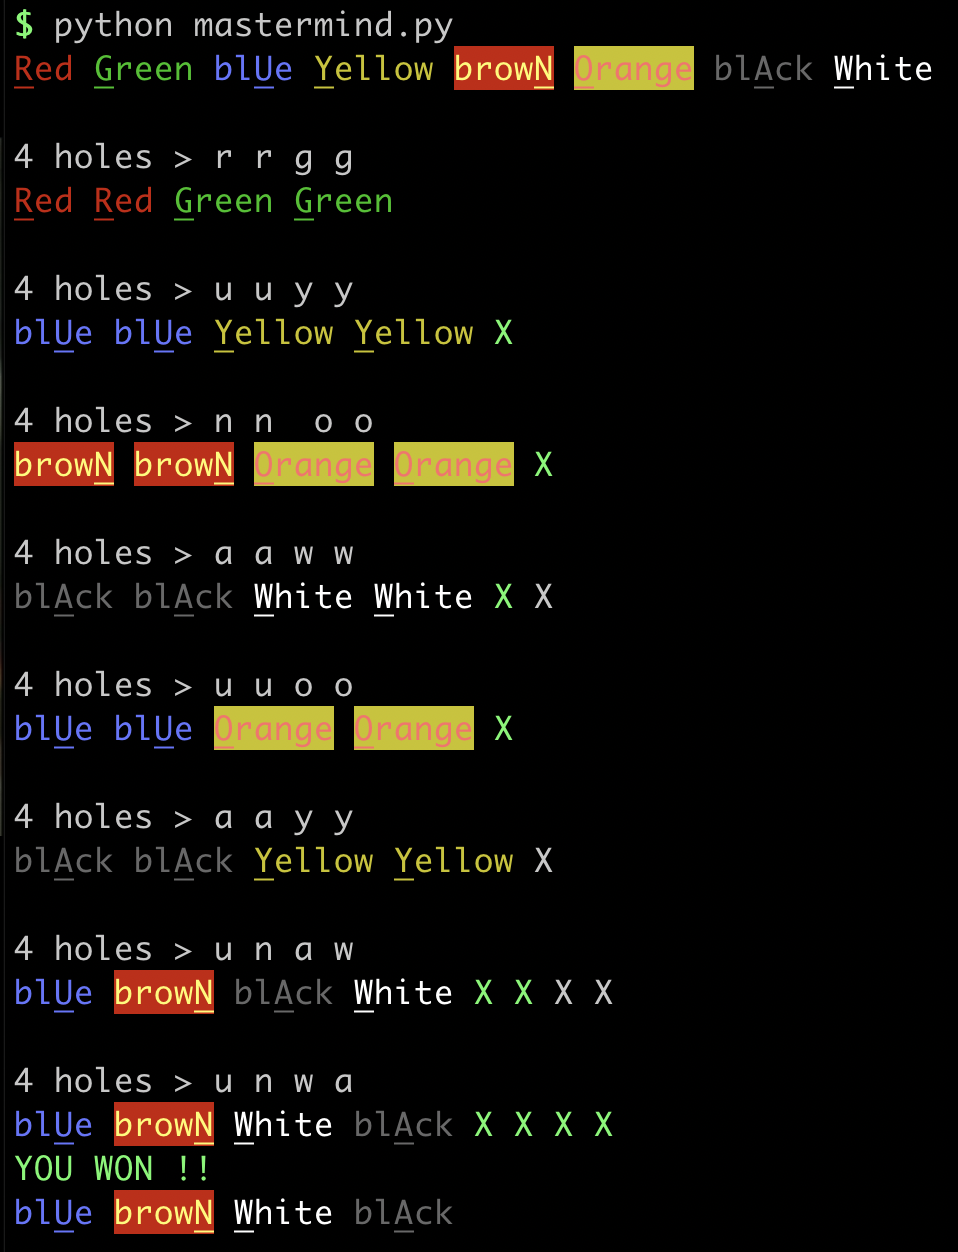 $ python mastermind.py
Red Green blUe Yellow browN Orange blAck White
4 holes > r r g g
Red Red Green Green
4 holes > u u y y
blUe blUe Yellow Yellow X
4 holes > n n  o o
browN browN Orange Orange X
4 holes > a a w w
blAck blAck White White X X
4 holes > u u o o
blUe blUe Orange Orange X
4 holes > a a y y
blAck blAck Yellow Yellow X
4 holes > u n a w
blUe browN blAck White X X X X
4 holes > u n w a
blUe browN White blAck X X X X
YOU WON !!
blUe browN White blAck